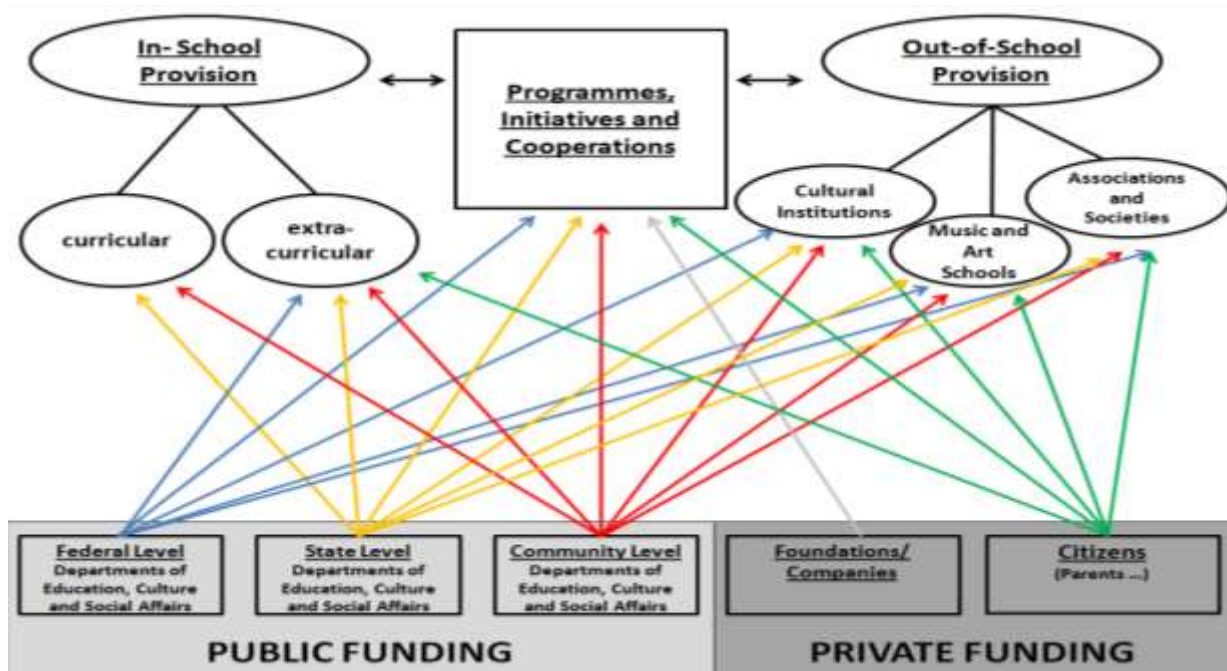 In- School
Provision
Programmes,
Initiatives and
Cooperations
Out-of-School
Provision
curricular
extra-
curricular
Cultural
Institutions
Music and
Art
Schools
Associations
and
Societies
Federal Level
Departments of
Education, Culture
and Social Affairs
State Level
Departments of
Education, Culture
and Social Affairs
Community Level
Departments of
Education, Culture
and Social Affairs
Foundations/
Companies
Citizens
(Parents ...)
PUBLIC FUNDING
PRIVATE FUNDING